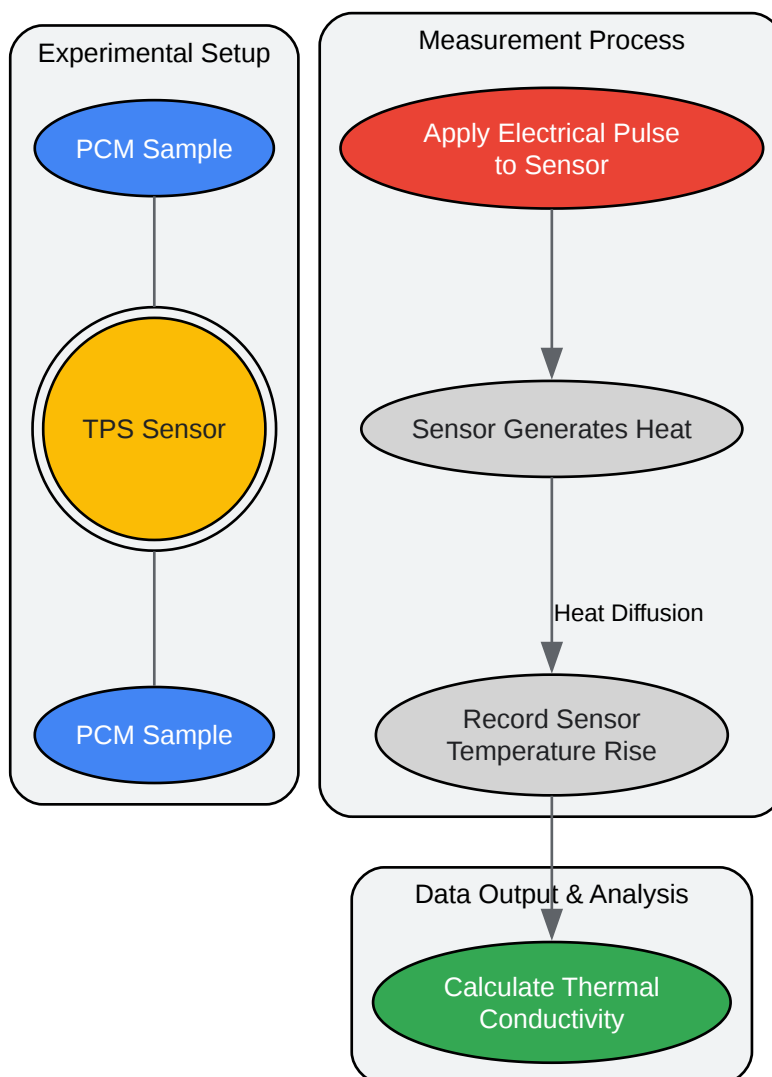 Experimental Setup
PCM Sample
TPS Sensor
PCM Sample
Measurement Process
Apply Electrical Pulse
to Sensor
Sensor Generates Heat
Heat Diffusion
Record Sensor
Temperature Rise
Data Output & Analysis
Calculate Thermal
Conductivity